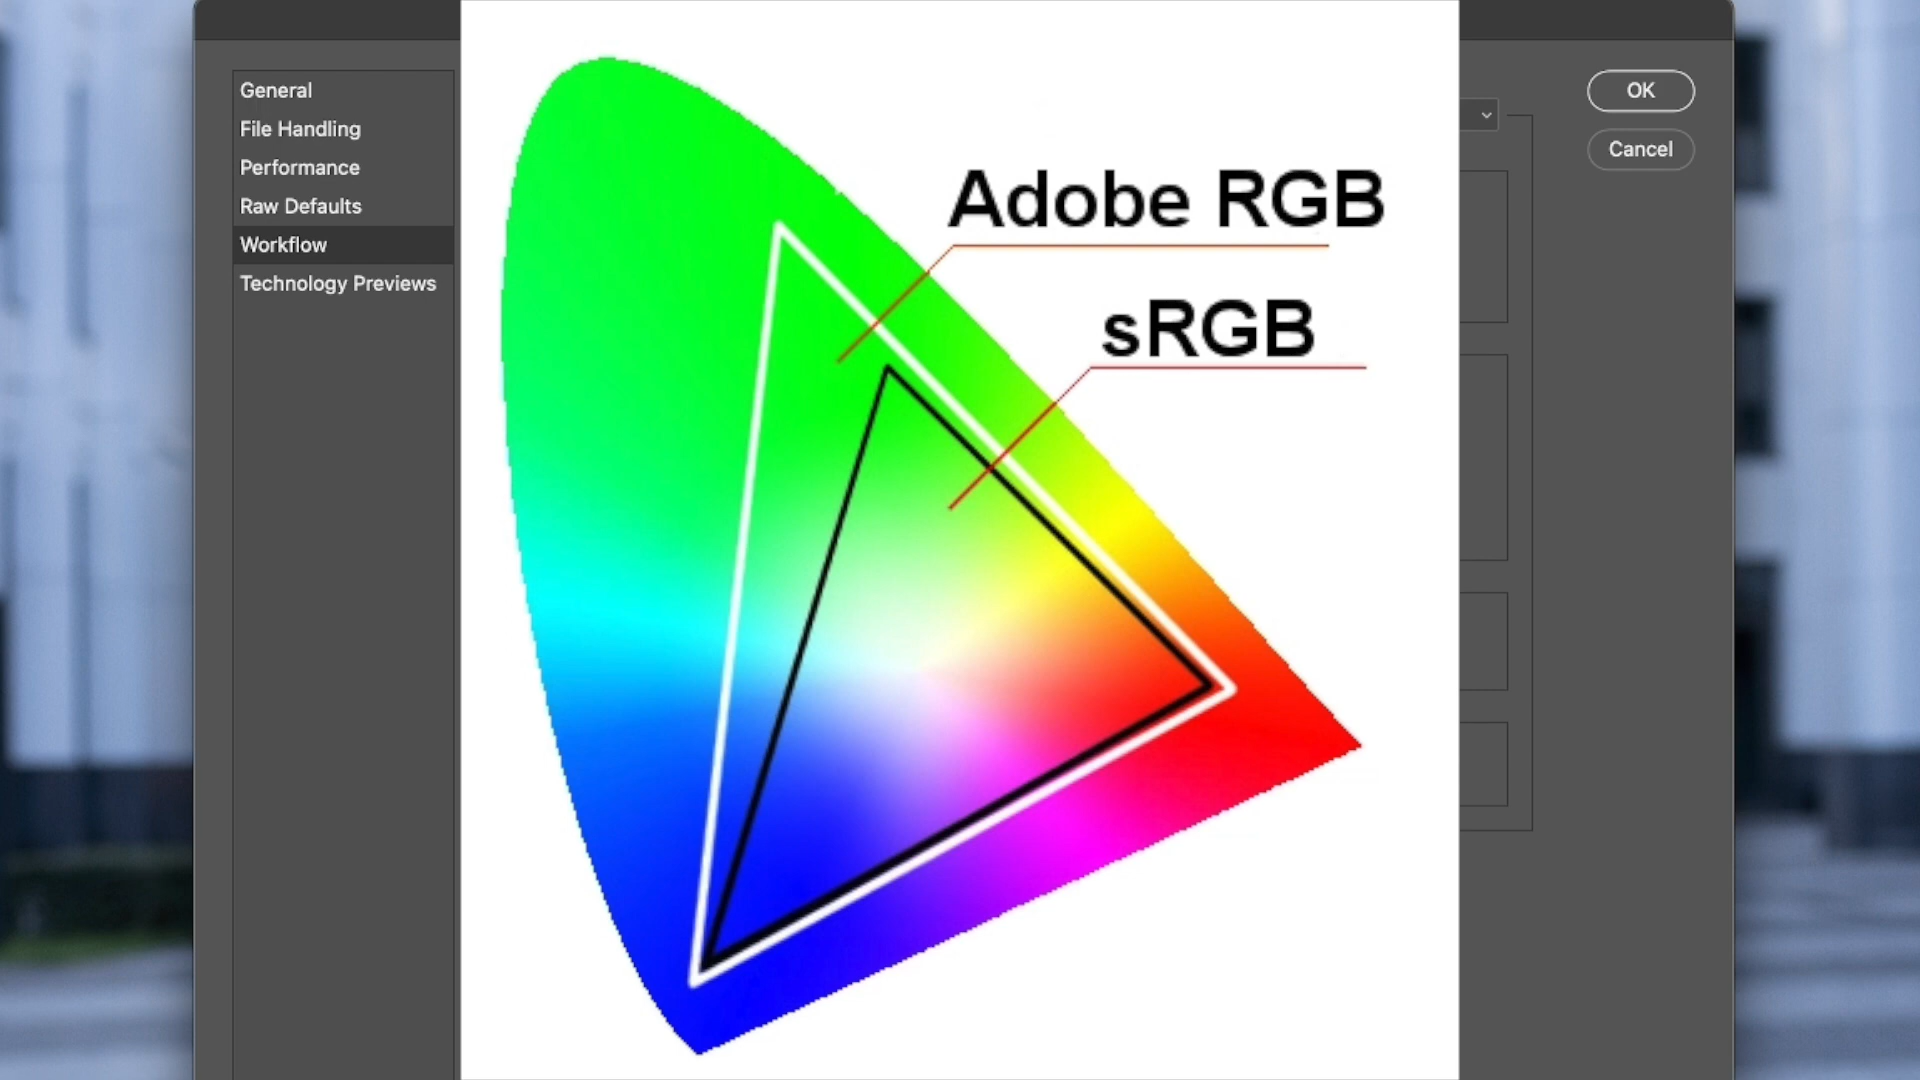 General
File Handling
Performance
Raw Defaults
Workflow
Technology Previews
Adobe RGB
sRGB
OK
Cancel